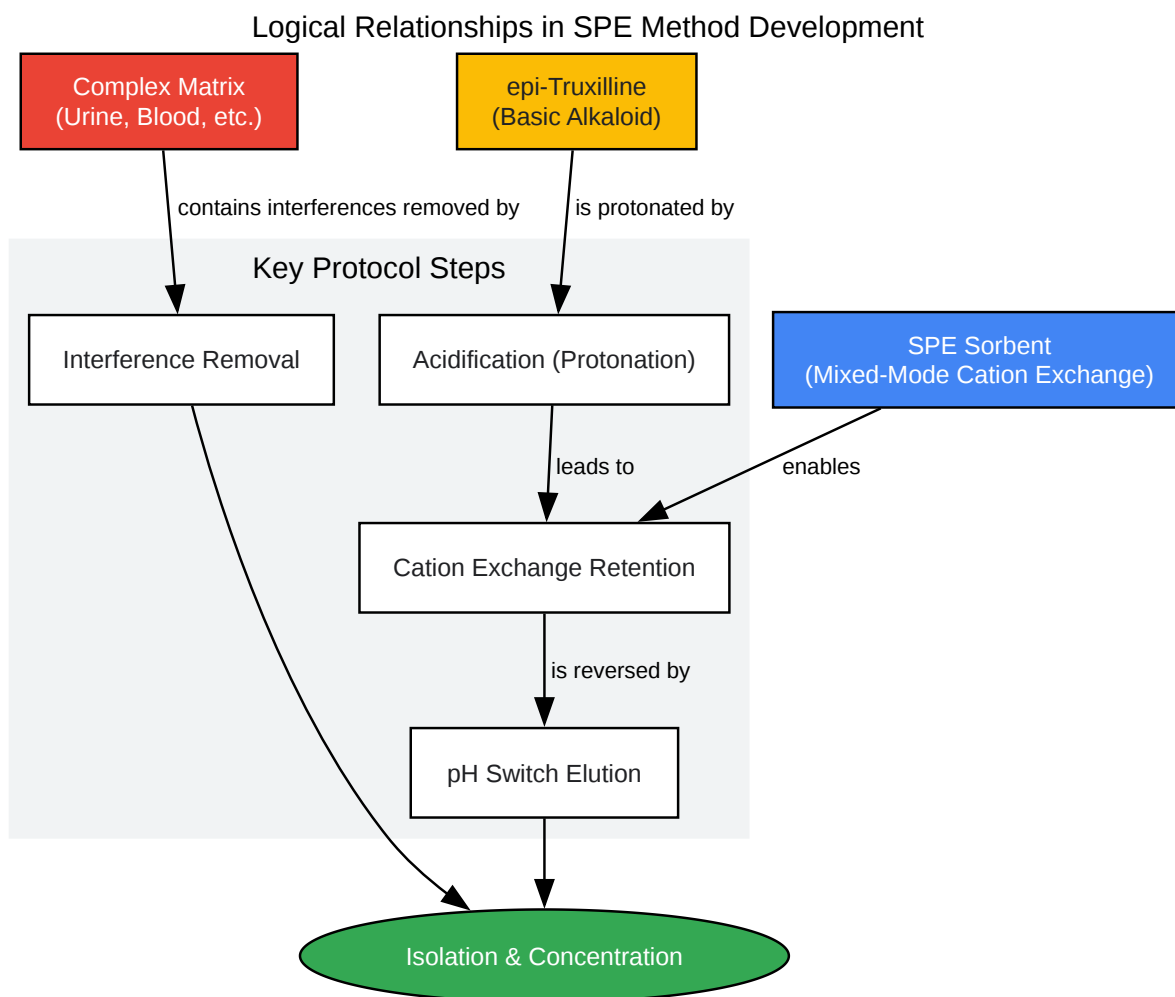 Logical Relationships in SPE Method Development
Complex Matrix
(Urine, Blood, etc.)
epi-Truxilline
(Basic Alkaloid)
contains interferences removed by
is protonated by
Key Protocol Steps
Interference Removal
Acidification (Protonation)
SPE Sorbent
(Mixed-Mode Cation Exchange)
leads to
enables
Cation Exchange Retention
is reversed by
pH Switch Elution
Isolation & Concentration